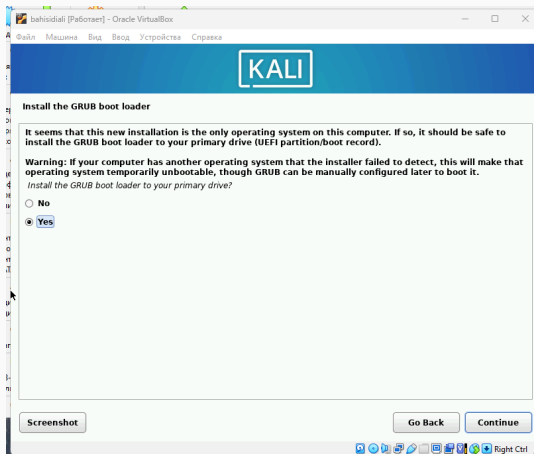 bahisidiali [Работает] - Oracle VirtualBox
Файл Машина Вид Ввод Устройства Справка
KALI
Install the GRUB boot loader
It seems that this new installation is the only operating system on this computer. If so, it should be safe to
install the GRUB boot loader to your primary drive (UEFI partition/boot record).
Warning: If your computer has another operating system that the installer failed to detect, this will make that
operating system temporarily unbootable, though GRUB can be manually configured later to boot it.
Install the GRUB boot loader to your primary drive?
No
Yes
Screenshot Go Back Continue
Right Ctrl